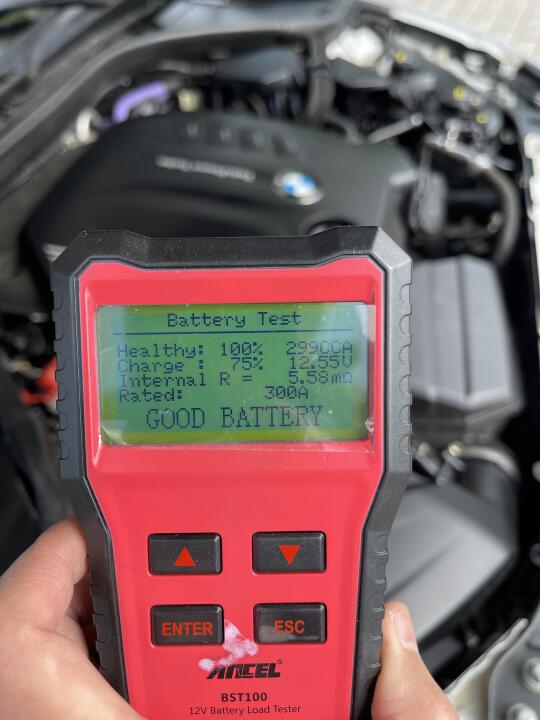 Battery Test
Healthy: 100% 299CCA
Charge : 75% 12.55V
Internal R = 5.58mΩ
Rated: 300A
GOOD BATTERY
ENTER ESC
ANCEL
BST100
12V Battery Load Tester